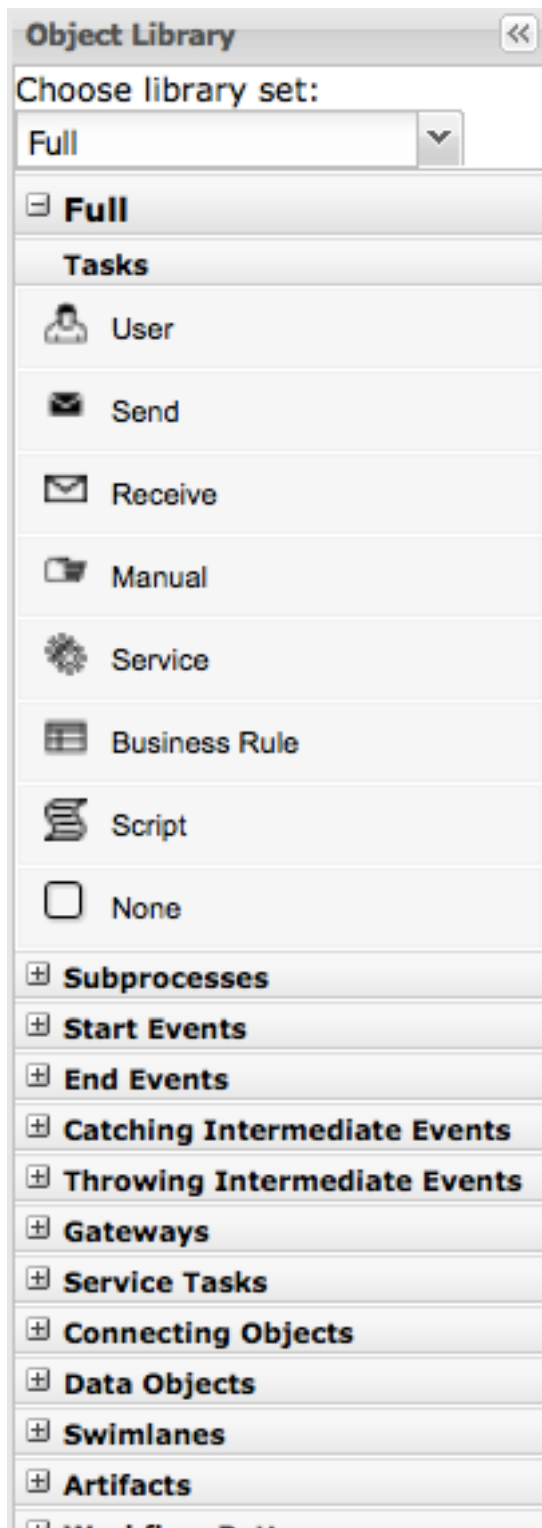 Object Library
Choose library set:
Full
Full
Tasks
User
Send
Receive
Manual
Service
Business Rule
Script
None
Subprocesses
Start Events
End Events
Catching Intermediate Events
Throwing Intermediate Events
Gateways
Service Tasks
Connecting Objects
Data Objects
Swimlanes
Artifacts